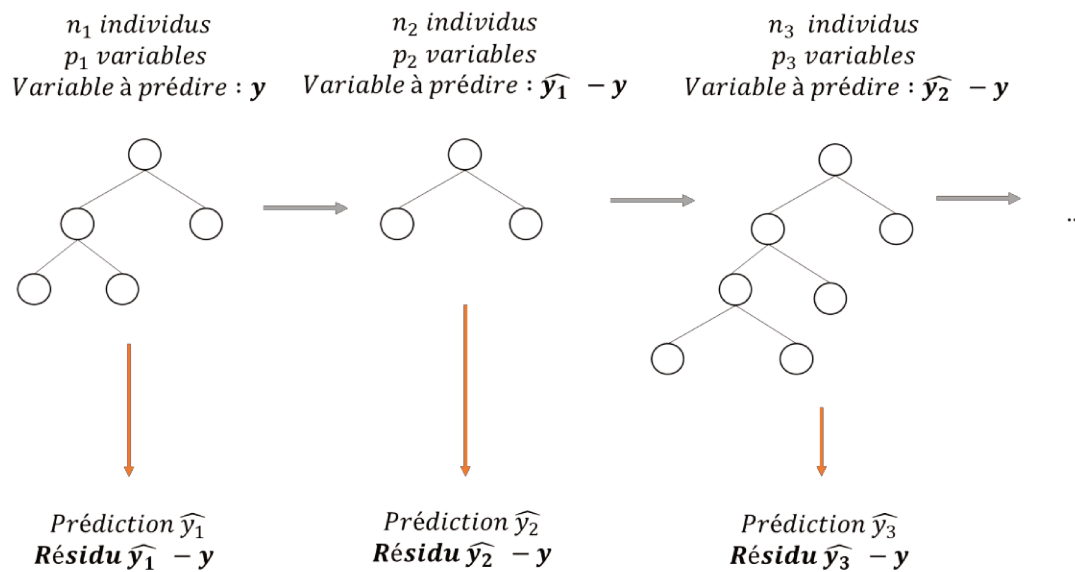 n₁ individus
p₁ variables
Variable à prédire : y
n₂ individus
p₂ variables
Variable à prédire : ŷ₁ − y
n₃ individus
p₃ variables
Variable à prédire : ŷ₂ − y
..
Prédiction ŷ₁
Résidu ŷ₁ − y
Prédiction ŷ₂
Résidu ŷ₂ − y
Prédiction ŷ₃
Résidu ŷ₃ − y